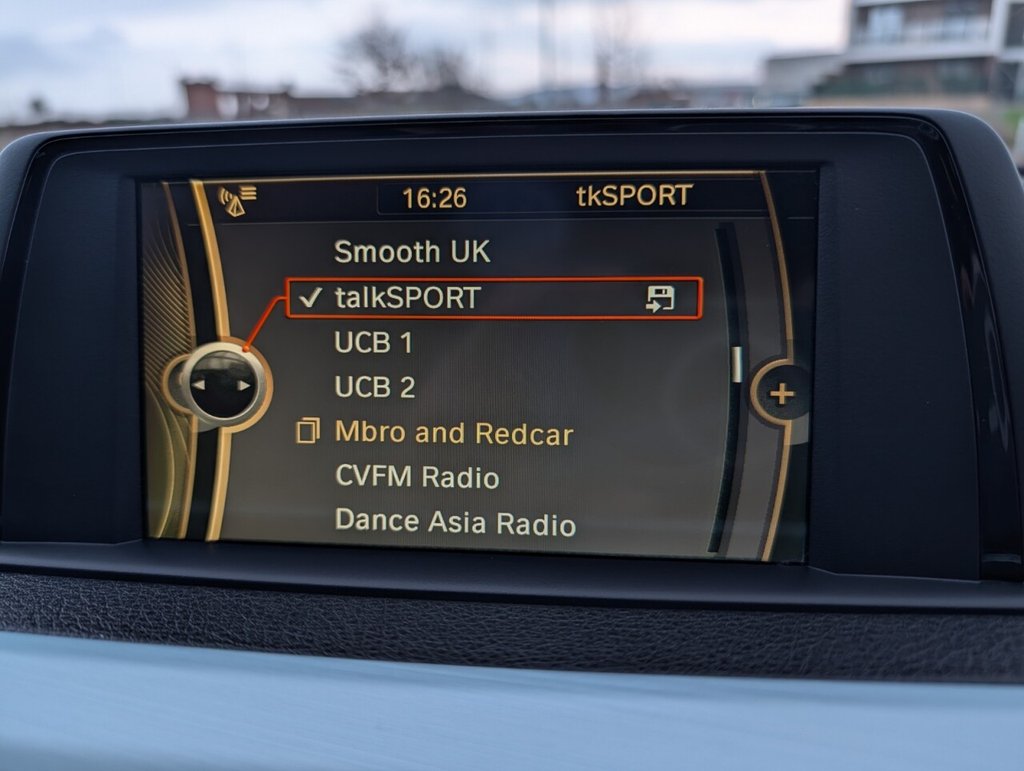 16:26 tkSPORT
Smooth UK
talkSPORT
UCB 1
UCB 2
Mbro and Redcar
CVFM Radio
Dance Asia Radio